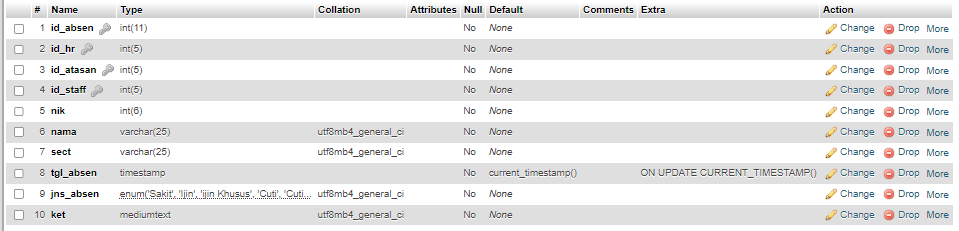 # Name Type Collation Attributes Null Default Comments Extra Action
1 id_absen int(11) No None Change Drop More
2 id_hr int(5) No None Change Drop More
3 id_atasan int(5) No None Change Drop More
4 id_staff int(5) No None Change Drop More
5 nik int(6) No None Change Drop More
6 nama varchar(25) utf8mb4_general_ci No None Change Drop More
7 sect varchar(25) utf8mb4_general_ci No None Change Drop More
8 tgl_absen timestamp No current_timestamp() ON UPDATE CURRENT_TIMESTAMP() Change Drop More
9 jns_absen enum('Sakit', 'Ijin', 'ijin Khusus', 'Cuti', 'Cuti... utf8mb4_general_ci No None Change Drop More
10 ket mediumtext utf8mb4_general_ci No None Change Drop More